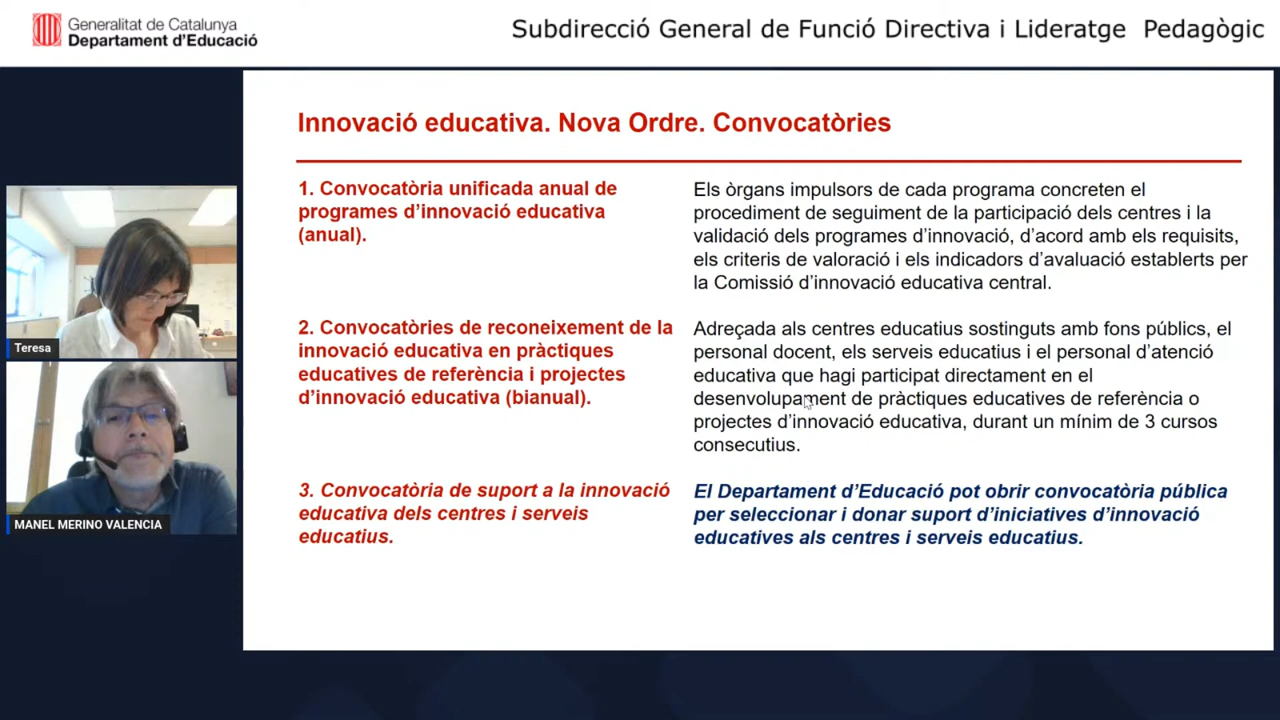 Generalitat de Catalunya
Departament d'Educació
Subdirecció General de Funció Directiva i Lideratge Pedagògic
Innovació educativa. Nova Ordre. Convocatòries
1. Convocatòria unificada anual de
programes d'innovació educativa
(anual).
Els òrgans impulsors de cada programa concreten el
procediment de seguiment de la participació dels centres i la
validació dels programes d'innovació, d'acord amb els requisits,
els criteris de valoració i els indicadors d'avaluació establerts per
la Comissió d'innovació educativa central.
2. Convocatòries de reconeixement de la
innovació educativa en pràctiques
educatives de referència i projectes
d'innovació educativa (bianual).
Adreçada als centres educatius sostinguts amb fons públics, el
personal docent, els serveis educatius i el personal d'atenció
educativa que hagi participat directament en el
desenvolupament de pràctiques educatives de referència o
projectes d'innovació educativa, durant un mínim de 3 cursos
consecutius.
3. Convocatòria de suport a la innovació
educativa dels centres i serveis
educatius.
El Departament d'Educació pot obrir convocatòria pública
per seleccionar i donar suport d'iniciatives d'innovació
educatives als centres i serveis educatius.
Teresa
MANEL MERINO VALENCIA